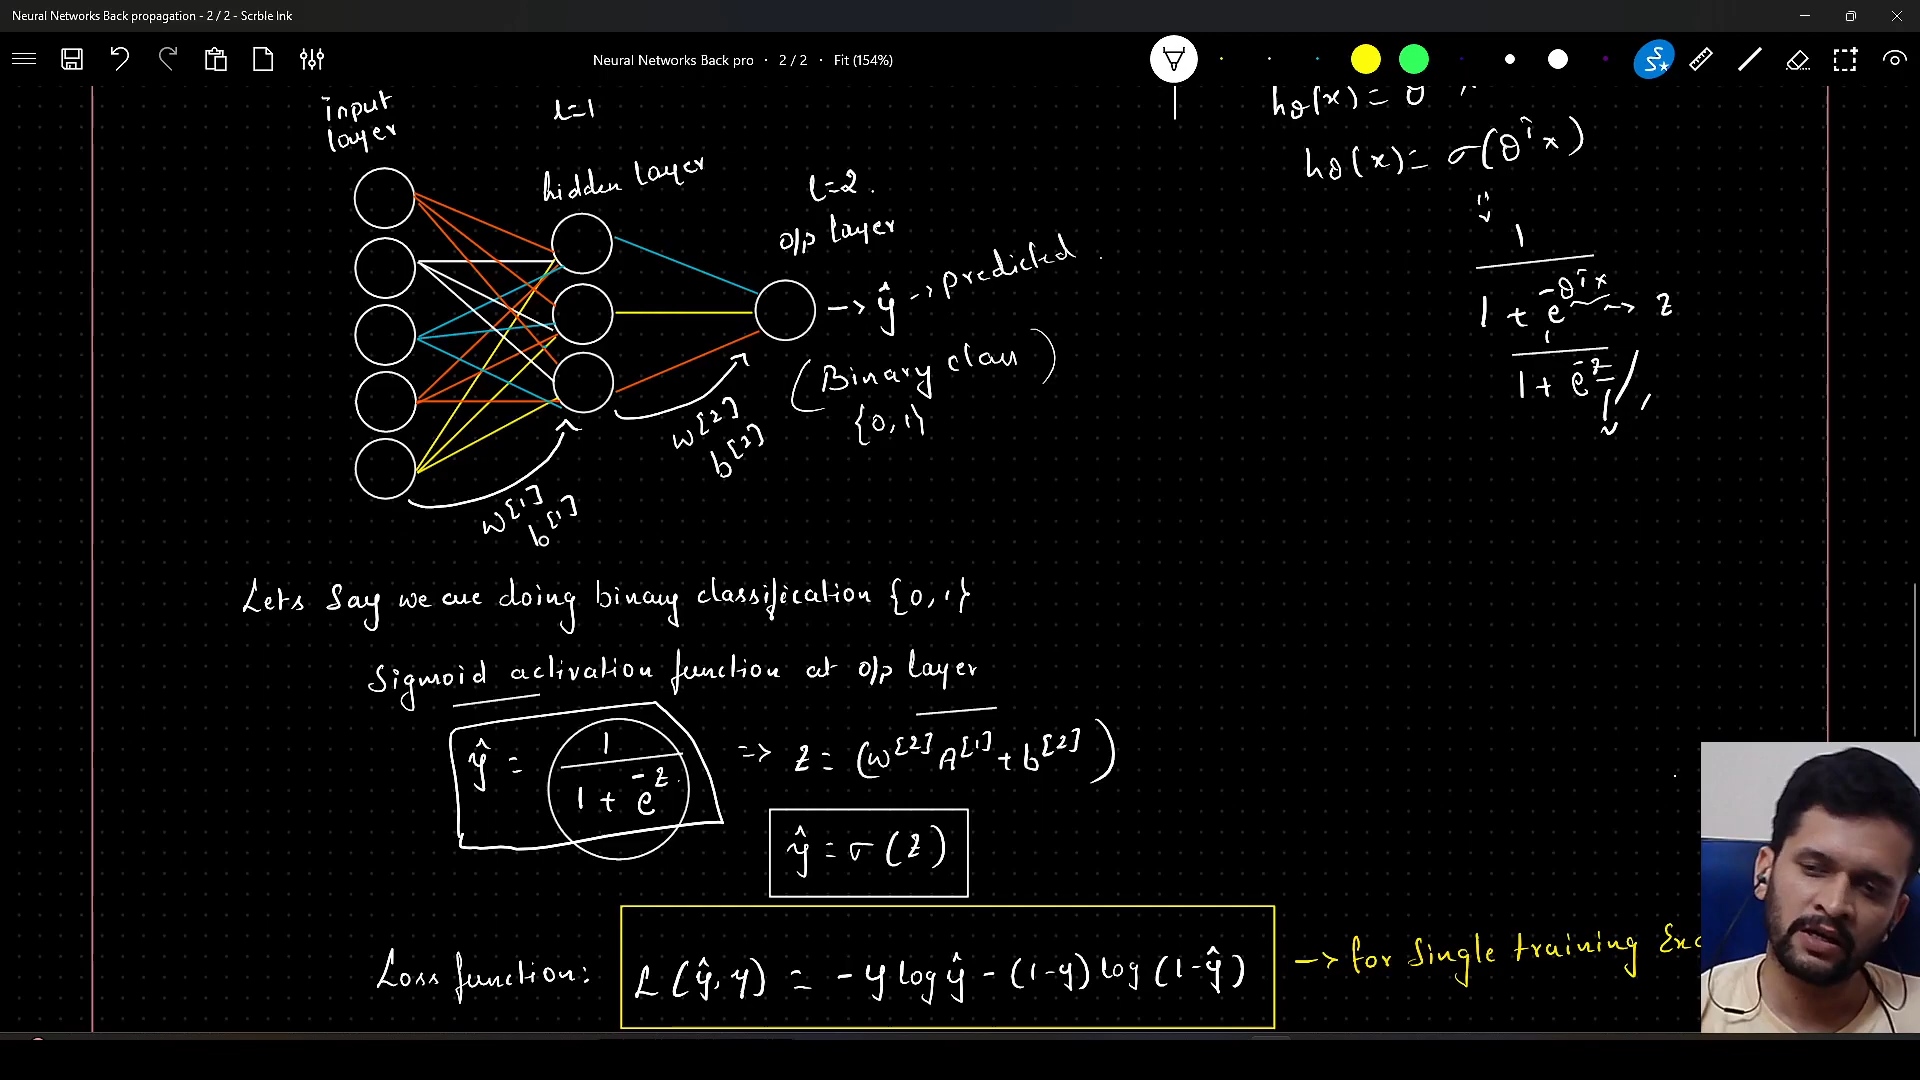 Neural Networks Back propagation - 2 / 2 - Scrble Ink
Neural Networks Back pro · 2 / 2 · Fit (154%)
input layer
l=1
hidden layer
l=2.
o/p layer
→ ŷ → predicted.
(Binary class)
{0,1}
w^[1]
b^[1]
w^[2]
b^[2]
hθ(x) = θ
hθ(x) = σ(θᵀx)
1
1 + e^-θᵀx → z
1
1 + e^-z
Lets say we are doing binary classification {0,1}
Sigmoid activation function at o/p layer
ŷ = 1 / (1 + e^-z) => z = (w^[2] A^[1] + b^[2])
ŷ = σ(z)
Loss function: L(ŷ,y) = -y log ŷ - (1-y) log (1-ŷ) → for Single training Exa